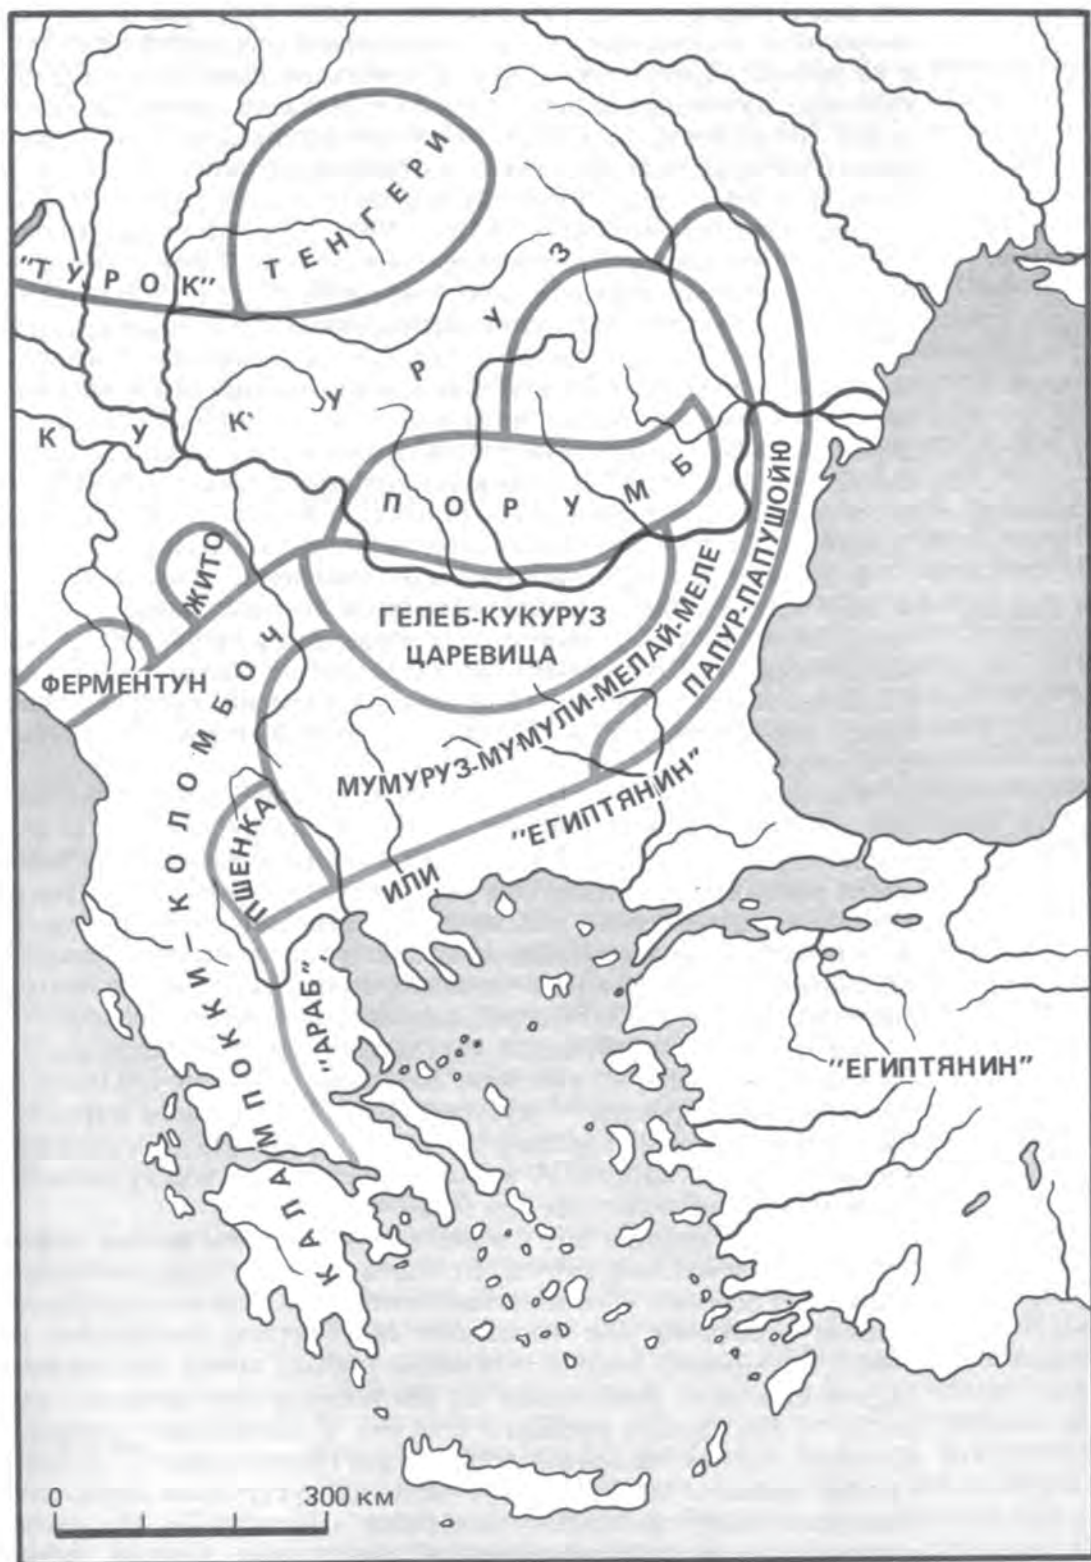 ТЕНГЕРИ
"ТУРОК"
КУКУРУЗ
ПОРУМБ
ЖИТО
ГЕЛЕБ-КУКУРУЗ
ЦАРЕВИЦА
ФЕРМЕНТУН
МУМУРУЗ-МУМУЛИ-МЕЛАЙ-МЕЛЕ
ПАПУР-ПАПУШОЙЮ
КАЛАМПОККИ-КОЛОМБОЧ
ПШЕНКА
"АРАБ",
ИЛИ
"ЕГИПТЯНИН"
"ЕГИПТЯНИН"
0 300 км